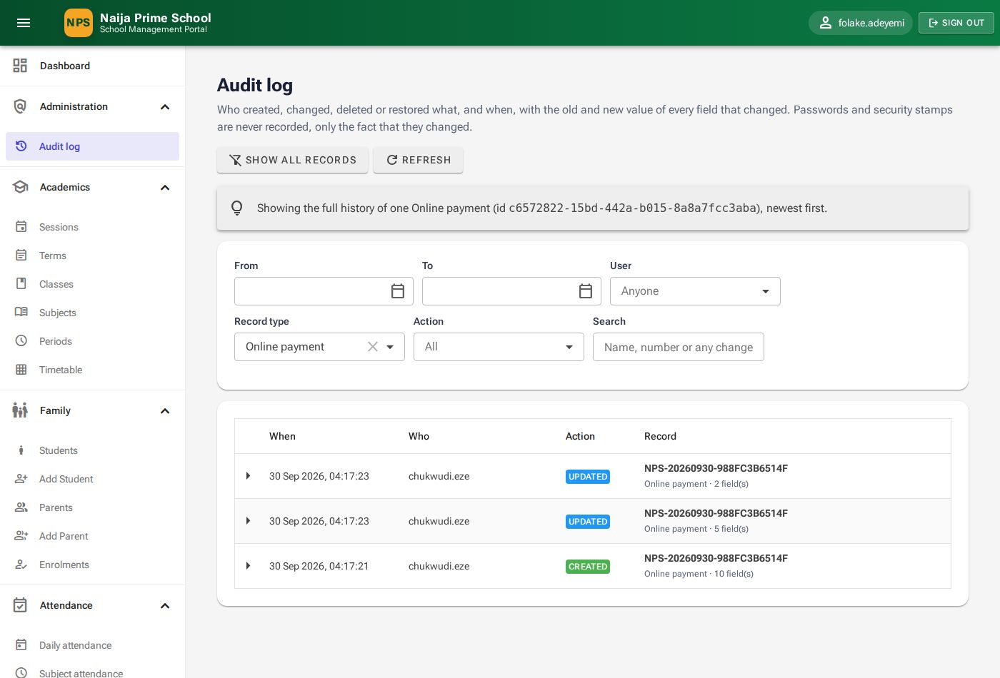 NPS
Naija Prime School
School Management Portal
folake.adeyemi
SIGN OUT
Dashboard
Administration
Audit log
Academics
Sessions
Terms
Classes
Subjects
Periods
Timetable
Family
Students
Add Student
Parents
Add Parent
Enrolments
Attendance
Daily attendance
Subject attendance
Audit log
Who created, changed, deleted or restored what, and when, with the old and new value of every field that changed. Passwords and security stamps
are never recorded, only the fact that they changed.
SHOW ALL RECORDS
REFRESH
Showing the full history of one Online payment (id c6572822-15bd-442a-b015-8a8a7fcc3aba), newest first.
From
To
User
Anyone
Record type
Action
Search
Online payment
All
Name, number or any change
When Who Action Record
30 Sep 2026, 04:17:23 chukwudi.eze UPDATED NPS-20260930-988FC3B6514F
Online payment · 2 field(s)
30 Sep 2026, 04:17:23 chukwudi.eze UPDATED NPS-20260930-988FC3B6514F
Online payment · 5 field(s)
30 Sep 2026, 04:17:21 chukwudi.eze CREATED NPS-20260930-988FC3B6514F
Online payment · 10 field(s)